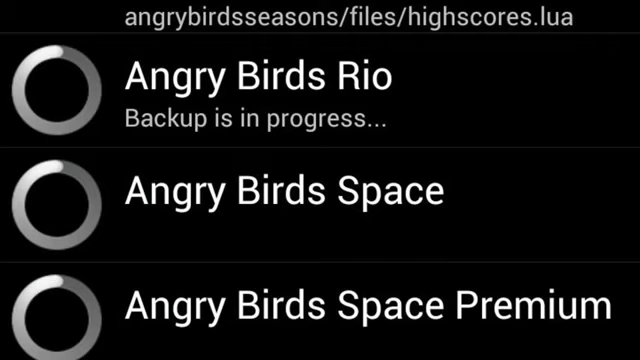 angrybirdsseasons/files/highscores.lua
Angry Birds Rio
Backup is in progress...
Angry Birds Space
Angry Birds Space Premium